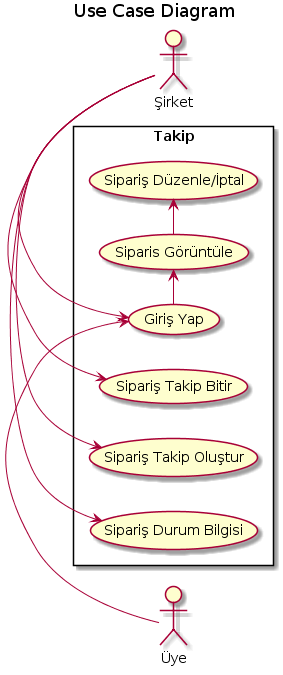 Use Case Diagram
Şirket
Takip
Sipariş Düzenle/İptal
Siparis Görüntüle
Giriş Yap
Sipariş Takip Bitir
Sipariş Takip Oluştur
Sipariş Durum Bilgisi
Üye